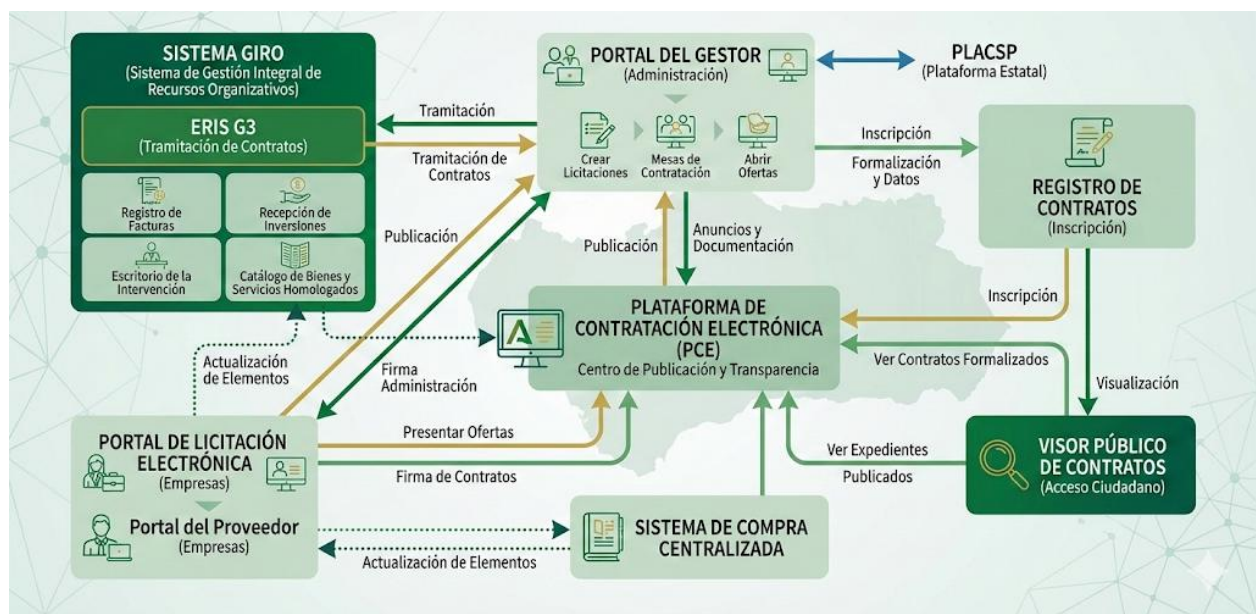 SISTEMA GIRO
(Sistema de Gestión Integral de
Recursos Organizativos)
ERIS G3
(Tramitación de Contratos)
Registro de
Facturas
Recepción de
Inversiones
Escritorio de la
Intervención
Catálogo de Bienes y
Servicios Homologados
Tramitación
Tramitación de
Contratos
PORTAL DEL GESTOR
(Administración)
Crear
Licitaciones
Mesas de
Contratación
Abrir
Ofertas
PLACSP
(Plataforma Estatal)
Inscripción
Formalización
y Datos
REGISTRO DE
CONTRATOS
(Inscripción)
Publicación
Publicación
Anuncios y
Documentación
Inscripción
PLATAFORMA DE
CONTRATACIÓN ELECTRÓNICA
(PCE)
Centro de Publicación y Transparencia
Actualización
de Elementos
Firma
Administración
Ver Contratos Formalizados
Visualización
PORTAL DE LICITACIÓN
ELECTRÓNICA
(Empresas)
Portal del Proveedor
(Empresas)
Presentar Ofertas
Firma de Contratos
Ver Expedientes
Publicados
VISOR PÚBLICO
DE CONTRATOS
(Acceso Ciudadano)
SISTEMA DE COMPRA
CENTRALIZADA
Actualización de Elementos